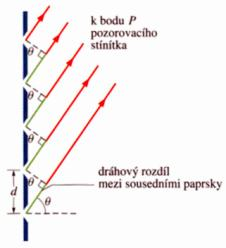 k bodu P
pozorovacího
stínítka
θ
θ
θ
dráhový rozdíl
mezi sousedními paprsky
θ
d
θ